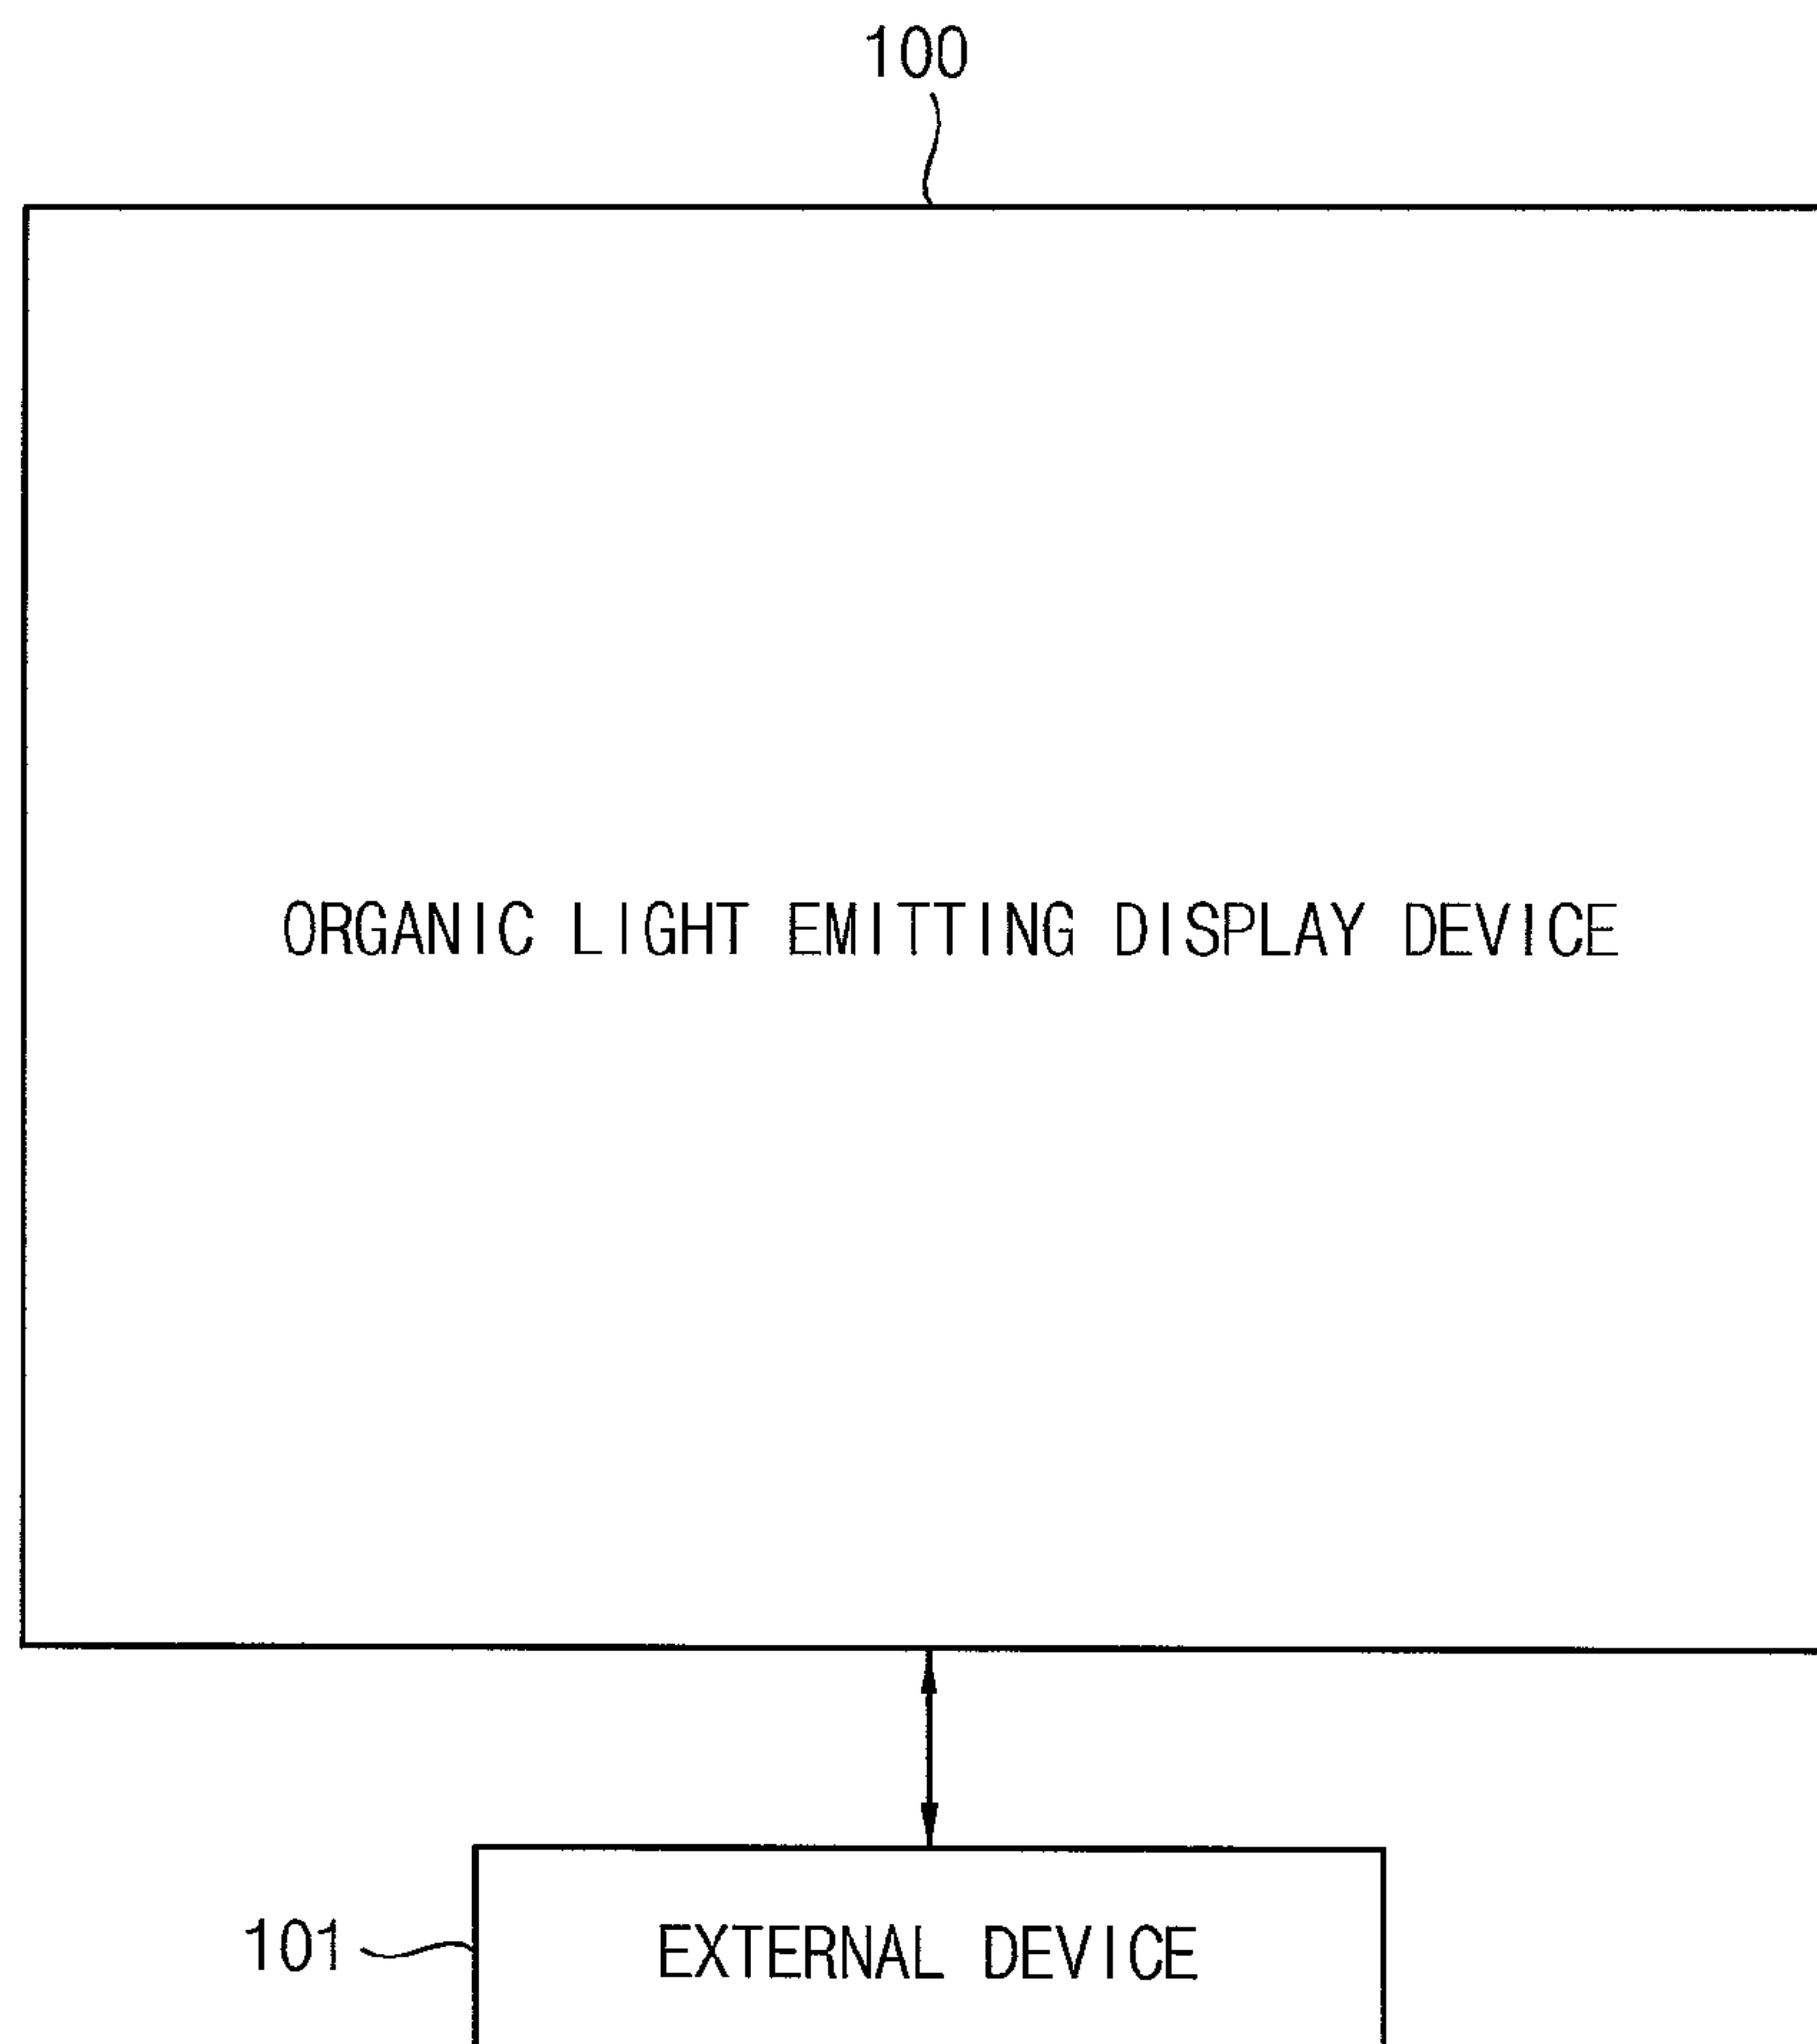 100
ORGANIC LIGHT EMITTING DISPLAY DEVICE
101
EXTERNAL DEVICE